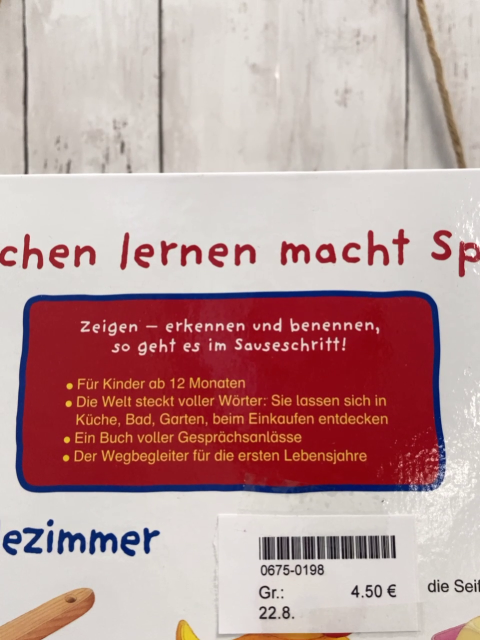 chen lernen macht Sp
Zeigen – erkennen und benennen,
so geht es im Sauseschritt!
• Für Kinder ab 12 Monaten
• Die Welt steckt voller Wörter: Sie lassen sich in
Küche, Bad, Garten, beim Einkaufen entdecken
• Ein Buch voller Gesprächsanlässe
• Der Wegbegleiter für die ersten Lebensjahre
dezimmer
0675-0198
Gr.: 4.50 €
22.8.
die Seif